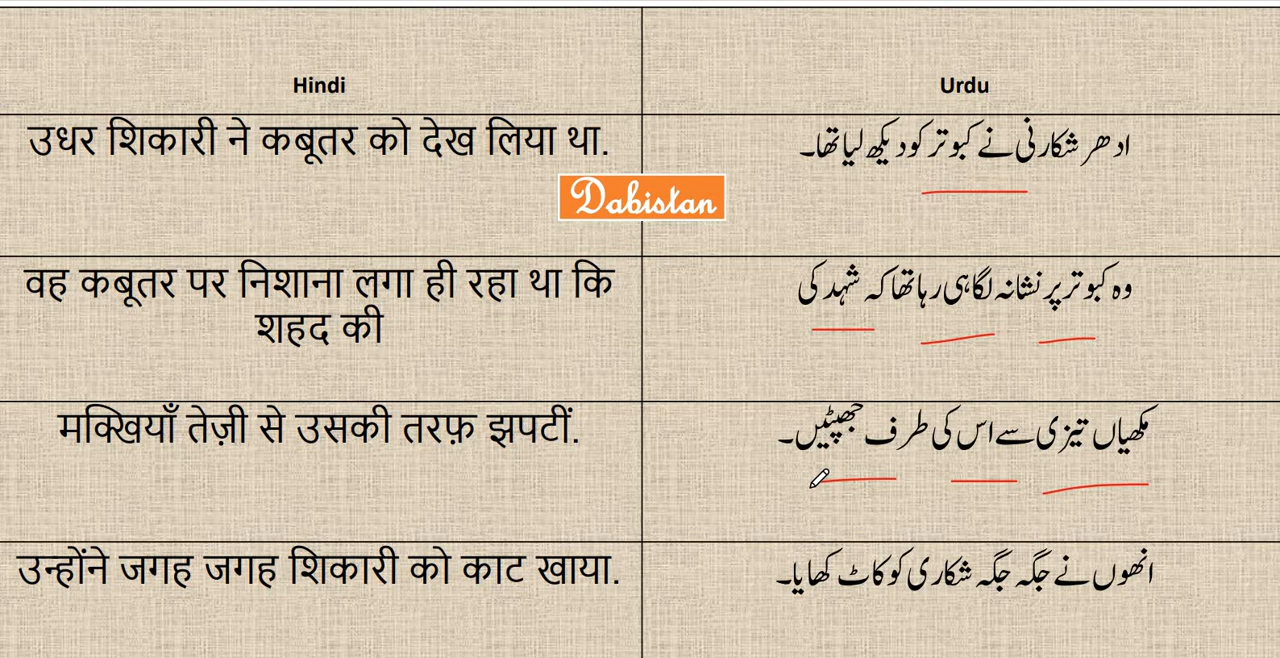 Hindi
Urdu
उधर शिकारी ने कबूतर को देख लिया था.
ادھر شکارنی نے کبوتر کو دیکھ لیا تھا۔
Dabistan
वह कबूतर पर निशाना लगा ही रहा था कि
शहद की
وہ کبوتر پر نشانہ لگا ہی رہا تھا کہ شہد کی
मक्खियाँ तेज़ी से उसकी तरफ़ झपटीं.
مکھیاں تیزی سے اس کی طرف جھپٹیں۔
उन्होंने जगह जगह शिकारी को काट खाया.
انھوں نے جگہ جگہ شکاری کو کاٹ کھایا۔